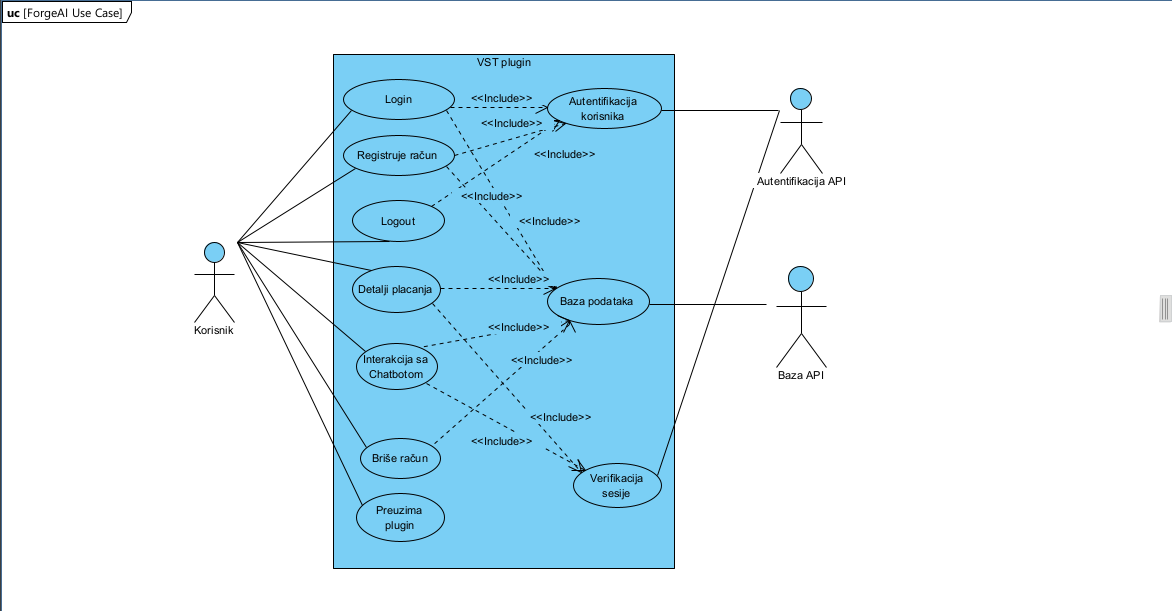 uc [ForgeAI Use Case]
VST plugin
Login
<<Include>>
Autentifikacija
korisnika
<<Include>>
Registruje račun
<<Include>>
Autentifikacija API
<<Include>>
Logout
<<Include>>
Korisnik
Detalji placanja
<<Include>>
Baza podataka
<<Include>>
Interakcija sa
Chatbotom
<<Include>>
Baza API
<<Include>>
<<Include>>
Briše račun
Verifikacija
sesije
Preuzima
plugin